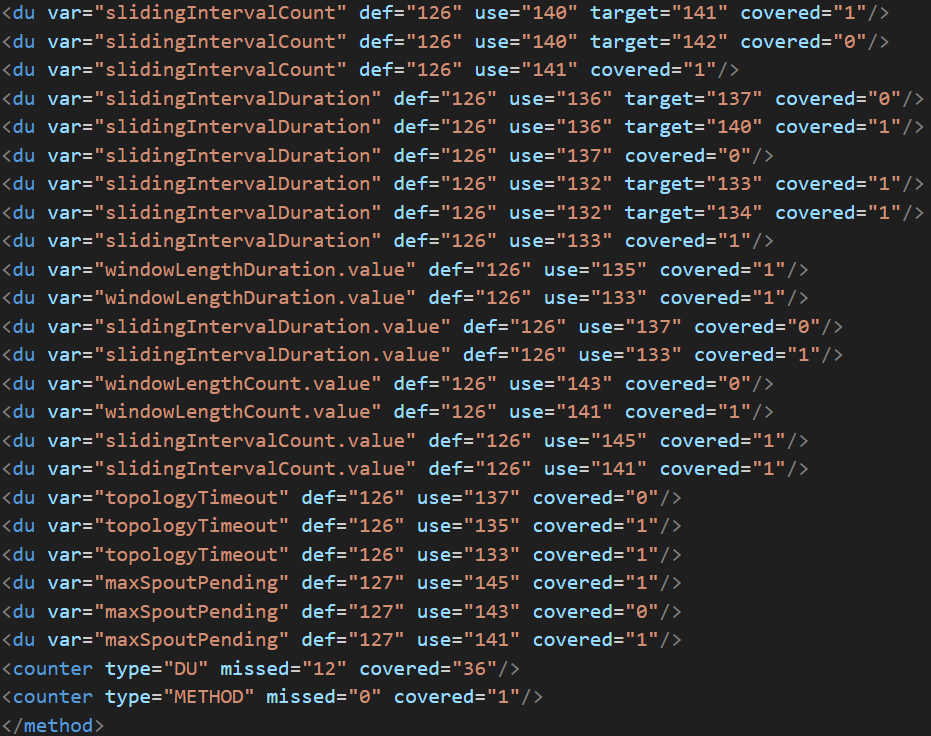 <du var="slidingIntervalCount" def="126" use="140" target="141" covered="1"/>
<du var="slidingIntervalCount" def="126" use="140" target="142" covered="0"/>
<du var="slidingIntervalCount" def="126" use="141" covered="1"/>
<du var="slidingIntervalDuration" def="126" use="136" target="137" covered="0"/>
<du var="slidingIntervalDuration" def="126" use="136" target="140" covered="1"/>
<du var="slidingIntervalDuration" def="126" use="137" covered="0"/>
<du var="slidingIntervalDuration" def="126" use="132" target="133" covered="1"/>
<du var="slidingIntervalDuration" def="126" use="132" target="134" covered="1"/>
<du var="slidingIntervalDuration" def="126" use="133" covered="1"/>
<du var="windowLengthDuration.value" def="126" use="135" covered="1"/>
<du var="windowLengthDuration.value" def="126" use="133" covered="1"/>
<du var="slidingIntervalDuration.value" def="126" use="137" covered="0"/>
<du var="slidingIntervalDuration.value" def="126" use="133" covered="1"/>
<du var="windowLengthCount.value" def="126" use="143" covered="0"/>
<du var="windowLengthCount.value" def="126" use="141" covered="1"/>
<du var="slidingIntervalCount.value" def="126" use="145" covered="1"/>
<du var="slidingIntervalCount.value" def="126" use="141" covered="1"/>
<du var="topologyTimeout" def="126" use="137" covered="0"/>
<du var="topologyTimeout" def="126" use="135" covered="1"/>
<du var="topologyTimeout" def="126" use="133" covered="1"/>
<du var="maxSpoutPending" def="127" use="145" covered="1"/>
<du var="maxSpoutPending" def="127" use="143" covered="0"/>
<du var="maxSpoutPending" def="127" use="141" covered="1"/>
<counter type="DU" missed="12" covered="36"/>
<counter type="METHOD" missed="0" covered="1"/>
</method>